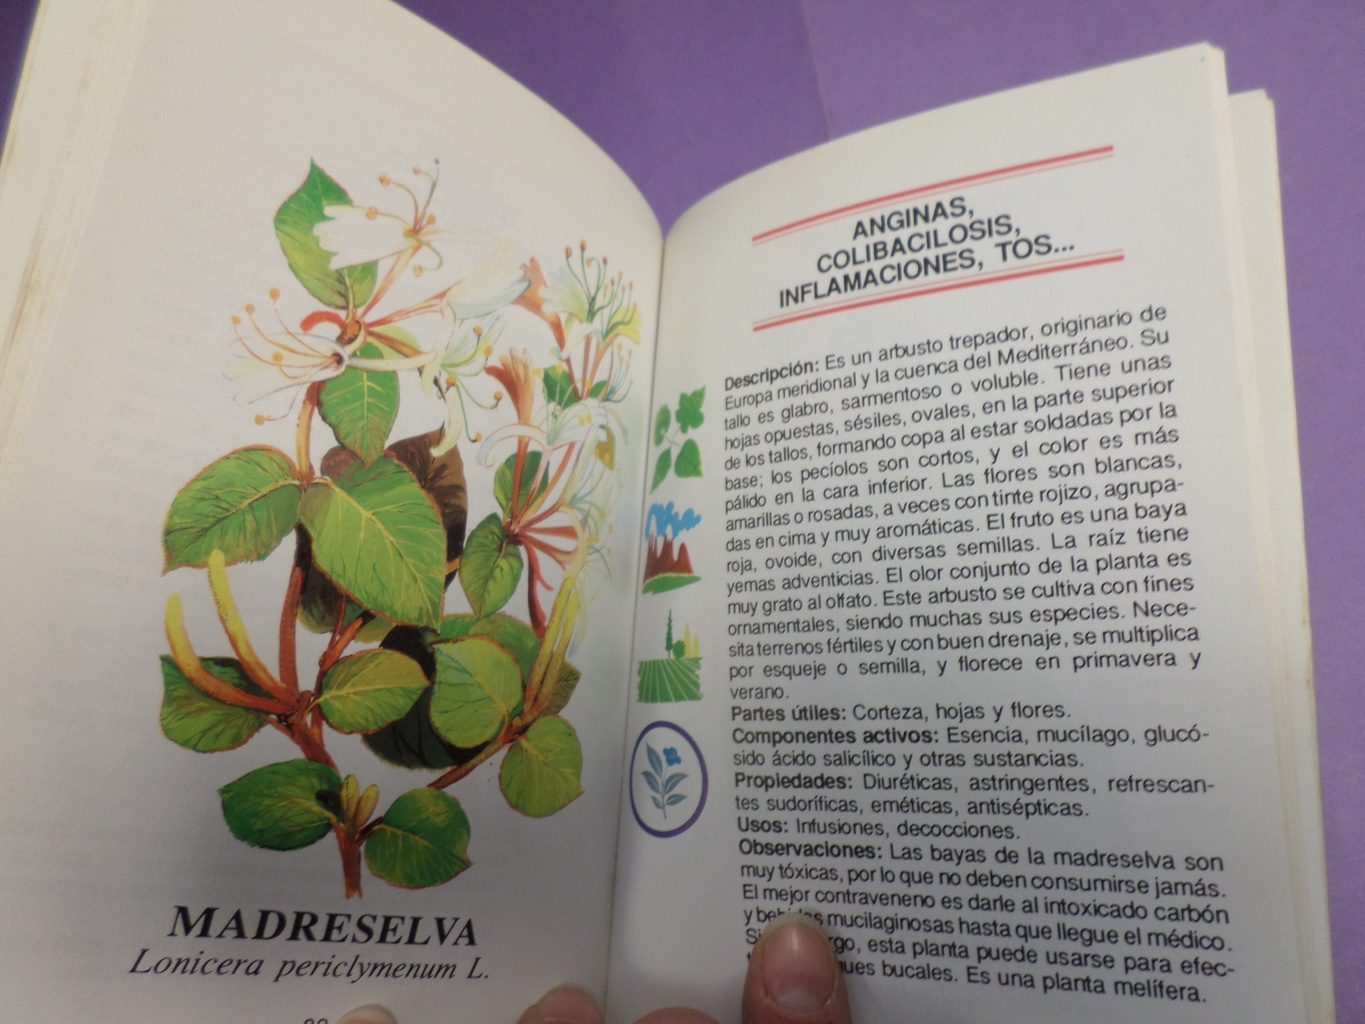 MADRESELVA
Lonicera periclymenum L.
ANGINAS,
COLIBACILOSIS,
INFLAMACIONES, TOS...
Descripción: Es un arbusto trepador, originario de
Europa meridional y la cuenca del Mediterráneo. Su
tallo es glabro, sarmentoso o voluble. Tiene unas
hojas opuestas, sésiles, ovales, en la parte superior
de los tallos, formando copa al estar soldadas por la
base; los pecíolos son cortos, y el color es más
pálido en la cara inferior. Las flores son blancas,
amarillas o rosadas, a veces con tinte rojizo, agrupa-
das en cima y muy aromáticas. El fruto es una baya
roja, ovoide, con diversas semillas. La raíz tiene
yemas adventicias. El olor conjunto de la planta es
muy grato al olfato. Este arbusto se cultiva con fines
ornamentales, siendo muchas sus especies. Nece-
sita terrenos fértiles y con buen drenaje, se multiplica
por esqueje o semilla, y florece en primavera y
verano.
Partes útiles: Corteza, hojas y flores.
Componentes activos: Esencia, mucílago, glucó-
sido ácido salicílico y otras sustancias.
Propiedades: Diuréticas, astringentes, refrescan-
tes sudoríficas, eméticas, antisépticas.
Usos: Infusiones, decocciones.
Observaciones: Las bayas de la madreselva son
muy tóxicas, por lo que no deben consumirse jamás.
El mejor contraveneno es darle al intoxicado carbón
y bebidas mucilaginosas hasta que llegue el médico.
esta planta puede usarse para efec-
bucales. Es una planta melífera.